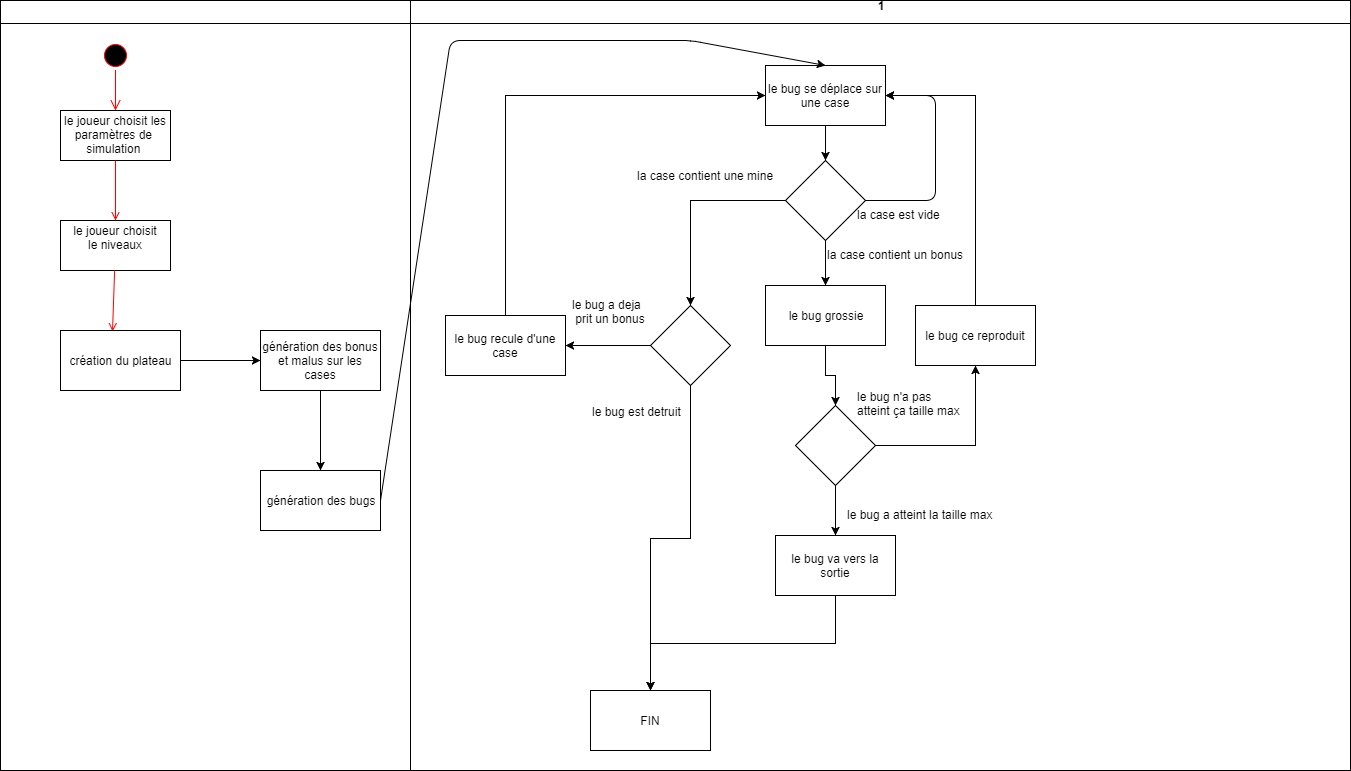 1
le joueur choisit les
paramètres de
simulation
le joueur choisit
le niveaux
création du plateau
génération des bonus
et malus sur les
cases
génération des bugs
le bug se déplace sur
une case
la case contient une mine
la case est vide
la case contient un bonus
le bug a deja
prit un bonus
le bug recule d'une
case
le bug grossie
le bug ce reproduit
le bug est detruit
le bug n'a pas
atteint ça taille max
le bug a atteint la taille max
le bug va vers la
sortie
FIN